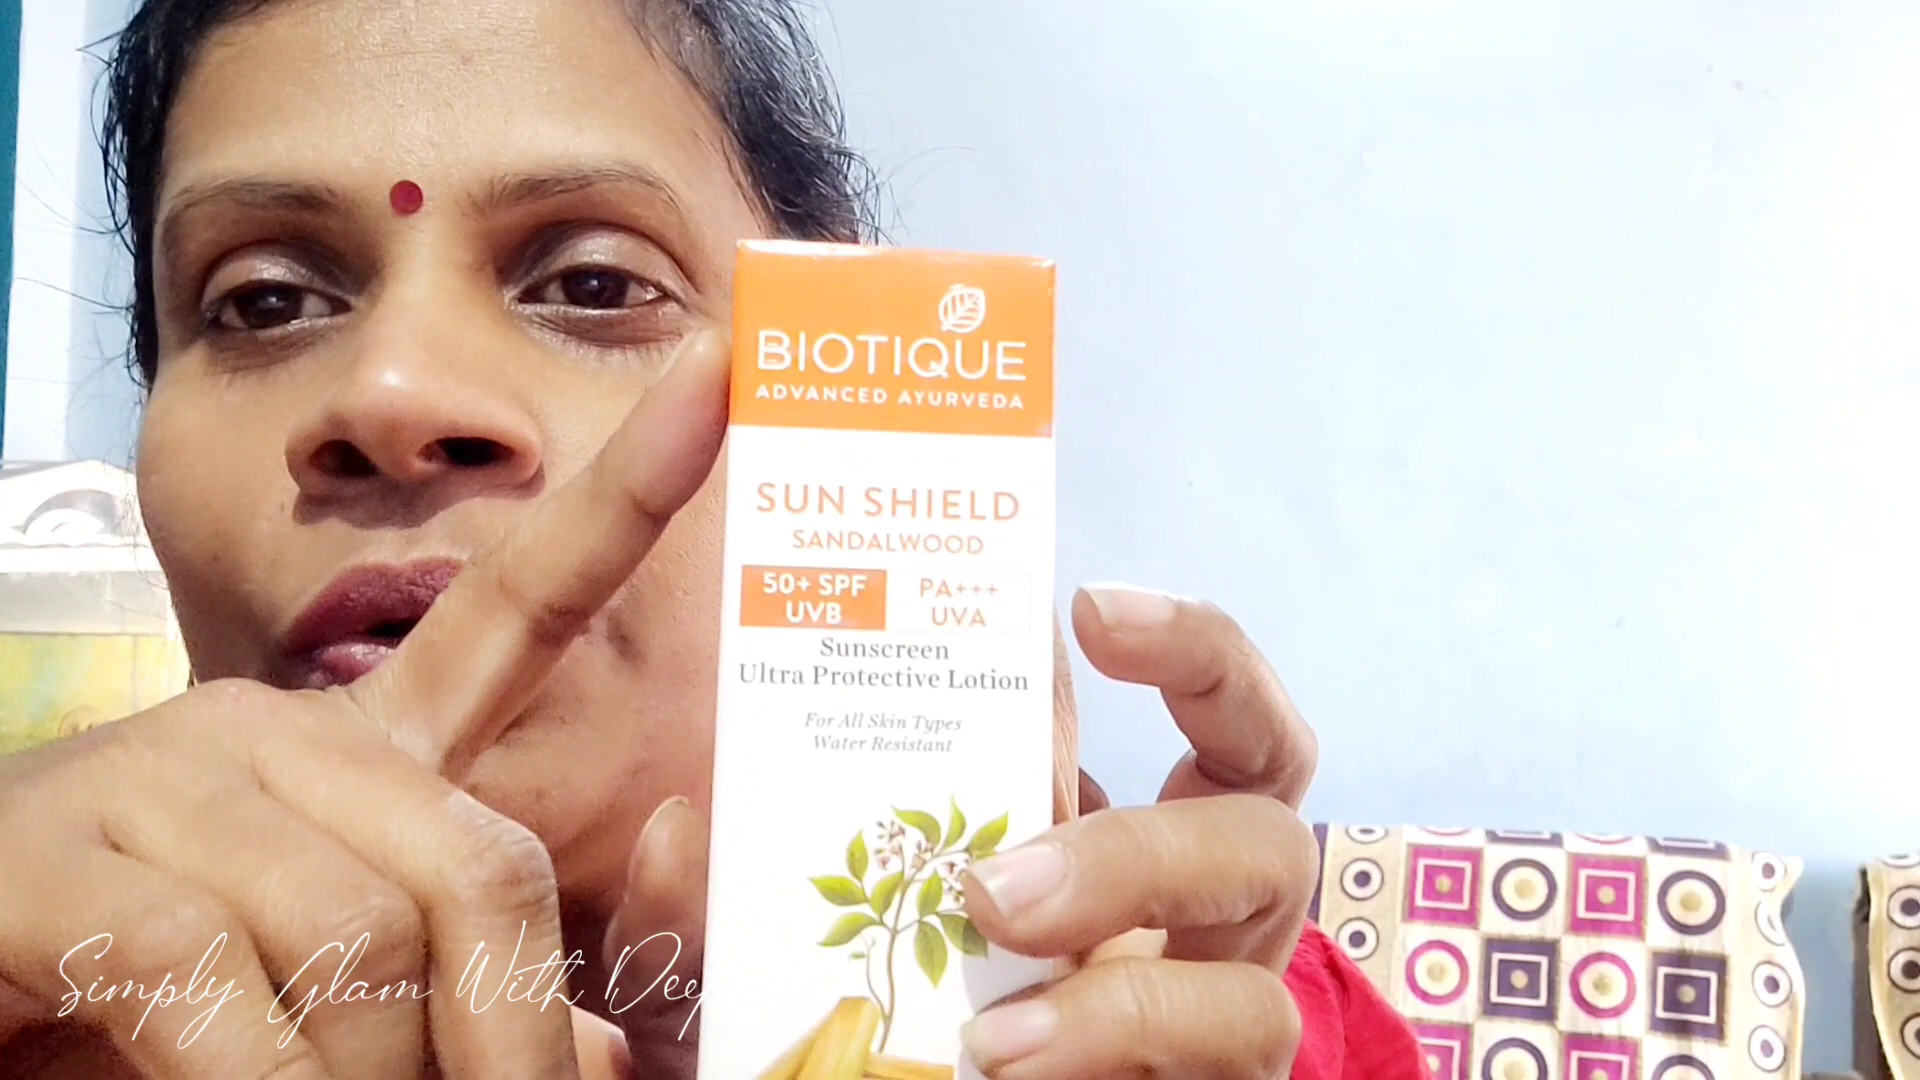 BIOTIQUE
ADVANCED AYURVEDA
SUN SHIELD
SANDALWOOD
50+ SPF
UVB
PA+++
UVA
Sunscreen
Ultra Protective Lotion
For All Skin Types
Water Resistant
Simply Glam With